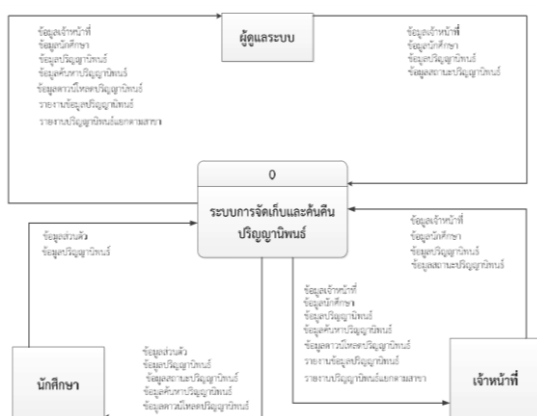 ผู้ดูแลระบบ
ข้อมูลเจ้าหน้าที่
ข้อมูลนักศึกษา
ข้อมูลปริญญานิพนธ์
ข้อมูลค้นหาปริญญานิพนธ์
ข้อมูลดาวน์โหลดปริญญานิพนธ์
รายงานข้อมูลปริญญานิพนธ์
รายงานปริญญานิพนธ์แยกตามสาขา
ข้อมูลเจ้าหน้าที่
ข้อมูลนักศึกษา
ข้อมูลปริญญานิพนธ์
ข้อมูลสถานะปริญญานิพนธ์
0
ระบบการจัดเก็บและค้นคืน
ปริญญานิพนธ์
ข้อมูลส่วนตัว
ข้อมูลปริญญานิพนธ์
ข้อมูลเจ้าหน้าที่
ข้อมูลนักศึกษา
ข้อมูลปริญญานิพนธ์
ข้อมูลสถานะปริญญานิพนธ์
ข้อมูลเจ้าหน้าที่
ข้อมูลนักศึกษา
ข้อมูลปริญญานิพนธ์
ข้อมูลค้นหาปริญญานิพนธ์
ข้อมูลดาวน์โหลดปริญญานิพนธ์
รายงานข้อมูลปริญญานิพนธ์
รายงานปริญญานิพนธ์แยกตามสาขา
นักศึกษา
ข้อมูลส่วนตัว
ข้อมูลปริญญานิพนธ์
ข้อมูลสถานะปริญญานิพนธ์
ข้อมูลค้นหาปริญญานิพนธ์
ข้อมูลดาวน์โหลดปริญญานิพนธ์
เจ้าหน้าที่